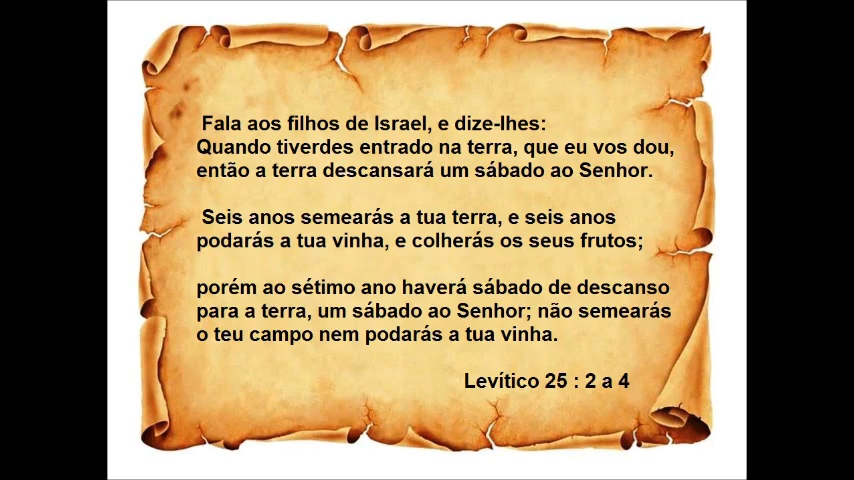 Fala aos filhos de Israel, e dize-lhes:
Quando tiverdes entrado na terra, que eu vos dou,
então a terra descansará um sábado ao Senhor.
Seis anos semearás a tua terra, e seis anos
podarás a tua vinha, e colherás os seus frutos;
porém ao sétimo ano haverá sábado de descanso
para a terra, um sábado ao Senhor; não semearás
o teu campo nem podarás a tua vinha.
Levítico 25 : 2 a 4